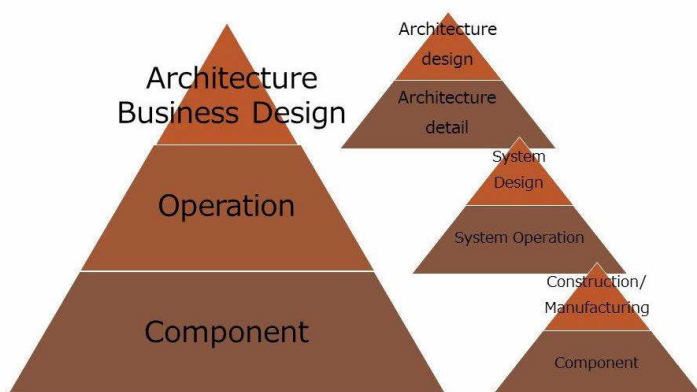 Architecture
Business Design
Operation
Component
Architecture
design
Architecture
detail
System
Design
System Operation
Construction/
Manufacturing
Component